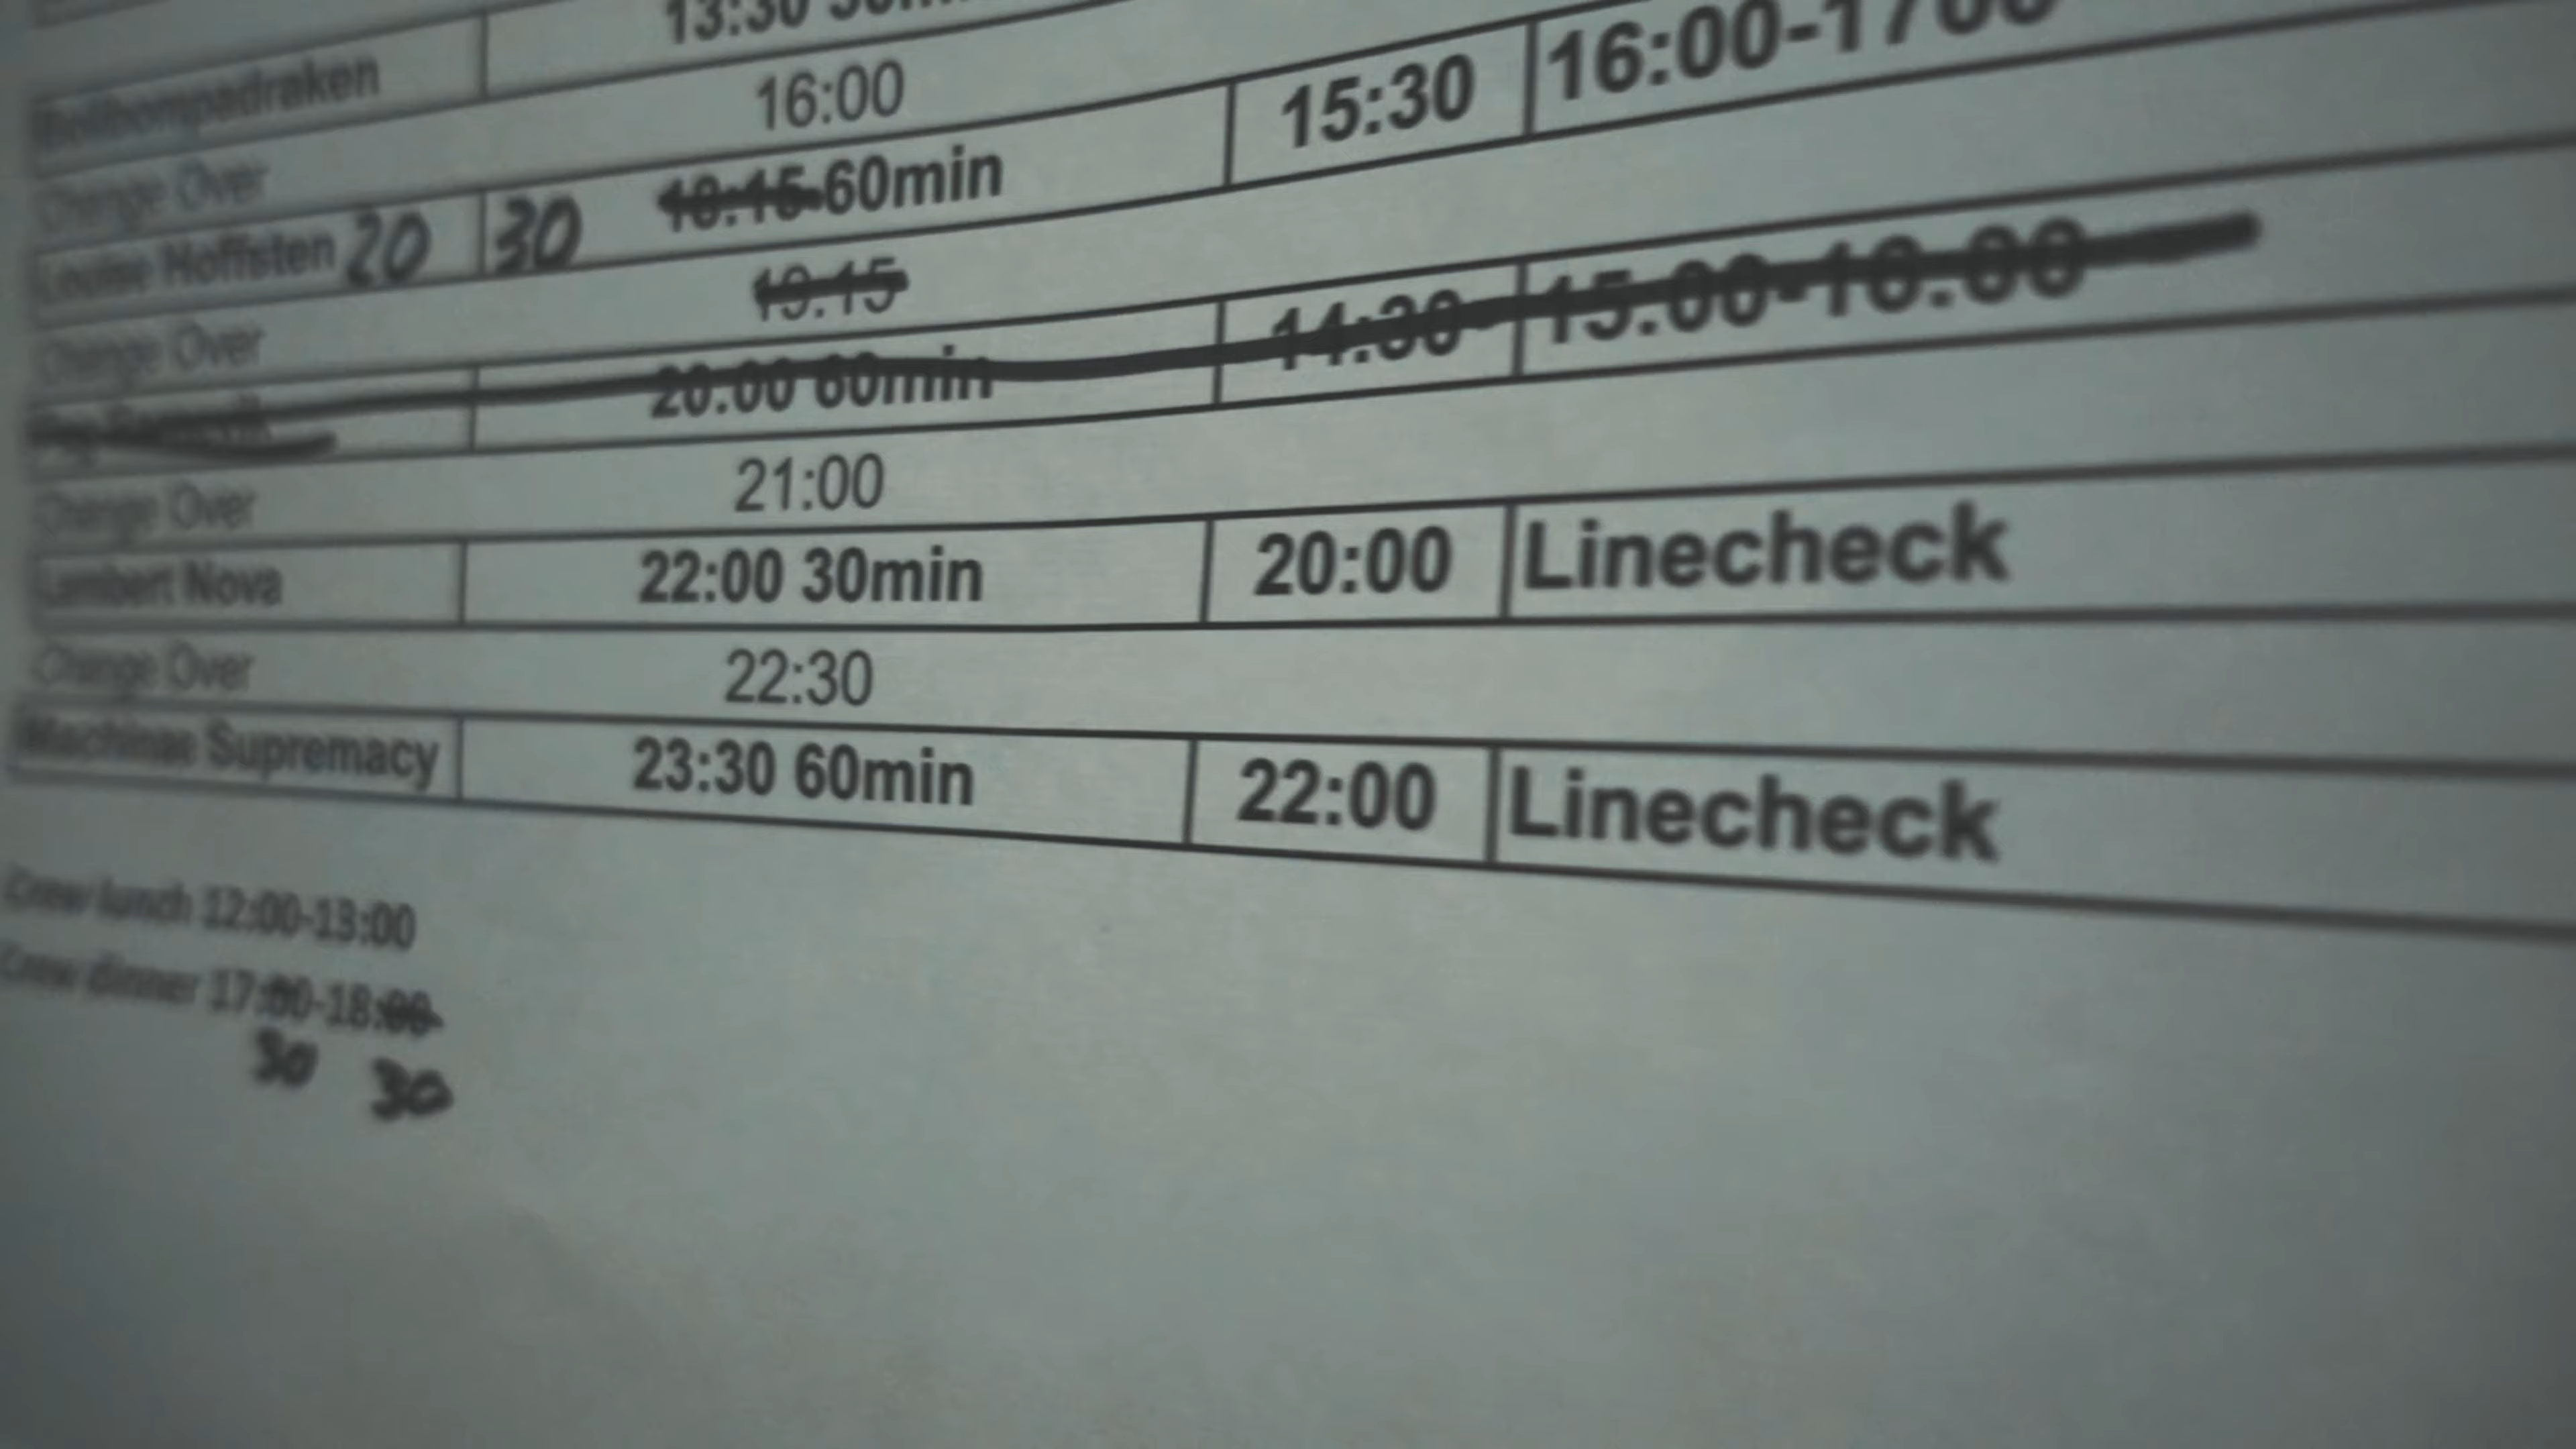 13:30
Bolibompadraken
Change Over 16:00
Louise Hoffsten 20 30 18:15 60min 15:30 16:00-1700
Change Over 19:15
20:00 60min 14:30 15:00-16:00
Change Over 21:00
Lambert Nova 22:00 30min 20:00 Linecheck
Change Over 22:30
Machinae Supremacy 23:30 60min 22:00 Linecheck
Crew lunch 12:00-13:00
Crew dinner 17:00-18:00
30 30